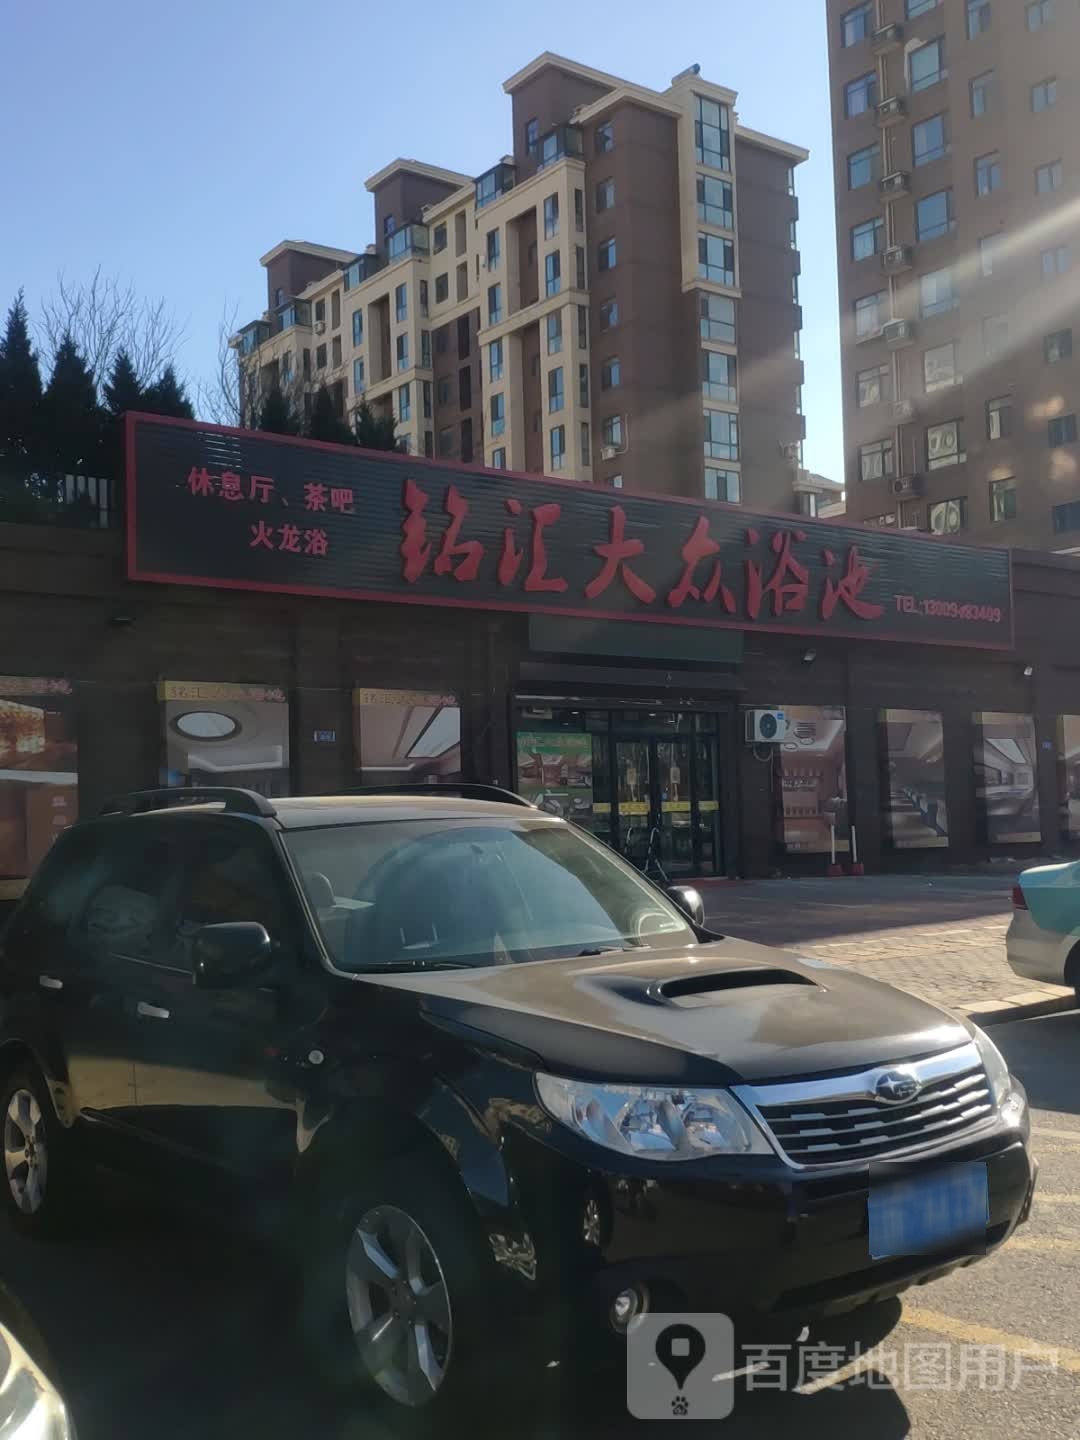 休息厅、茶吧
火龙浴
铭汇大众浴池
百度地图用户